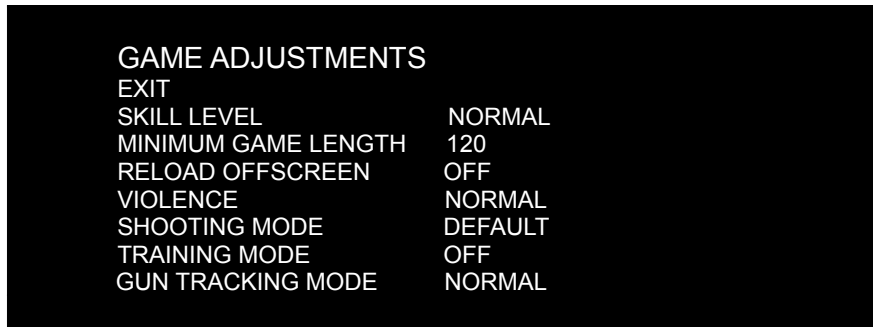 GAME ADJUSTMENTS
EXIT
SKILL LEVEL NORMAL
MINIMUM GAME LENGTH 120
RELOAD OFFSCREEN OFF
VIOLENCE NORMAL
SHOOTING MODE DEFAULT
TRAINING MODE OFF
GUN TRACKING MODE NORMAL